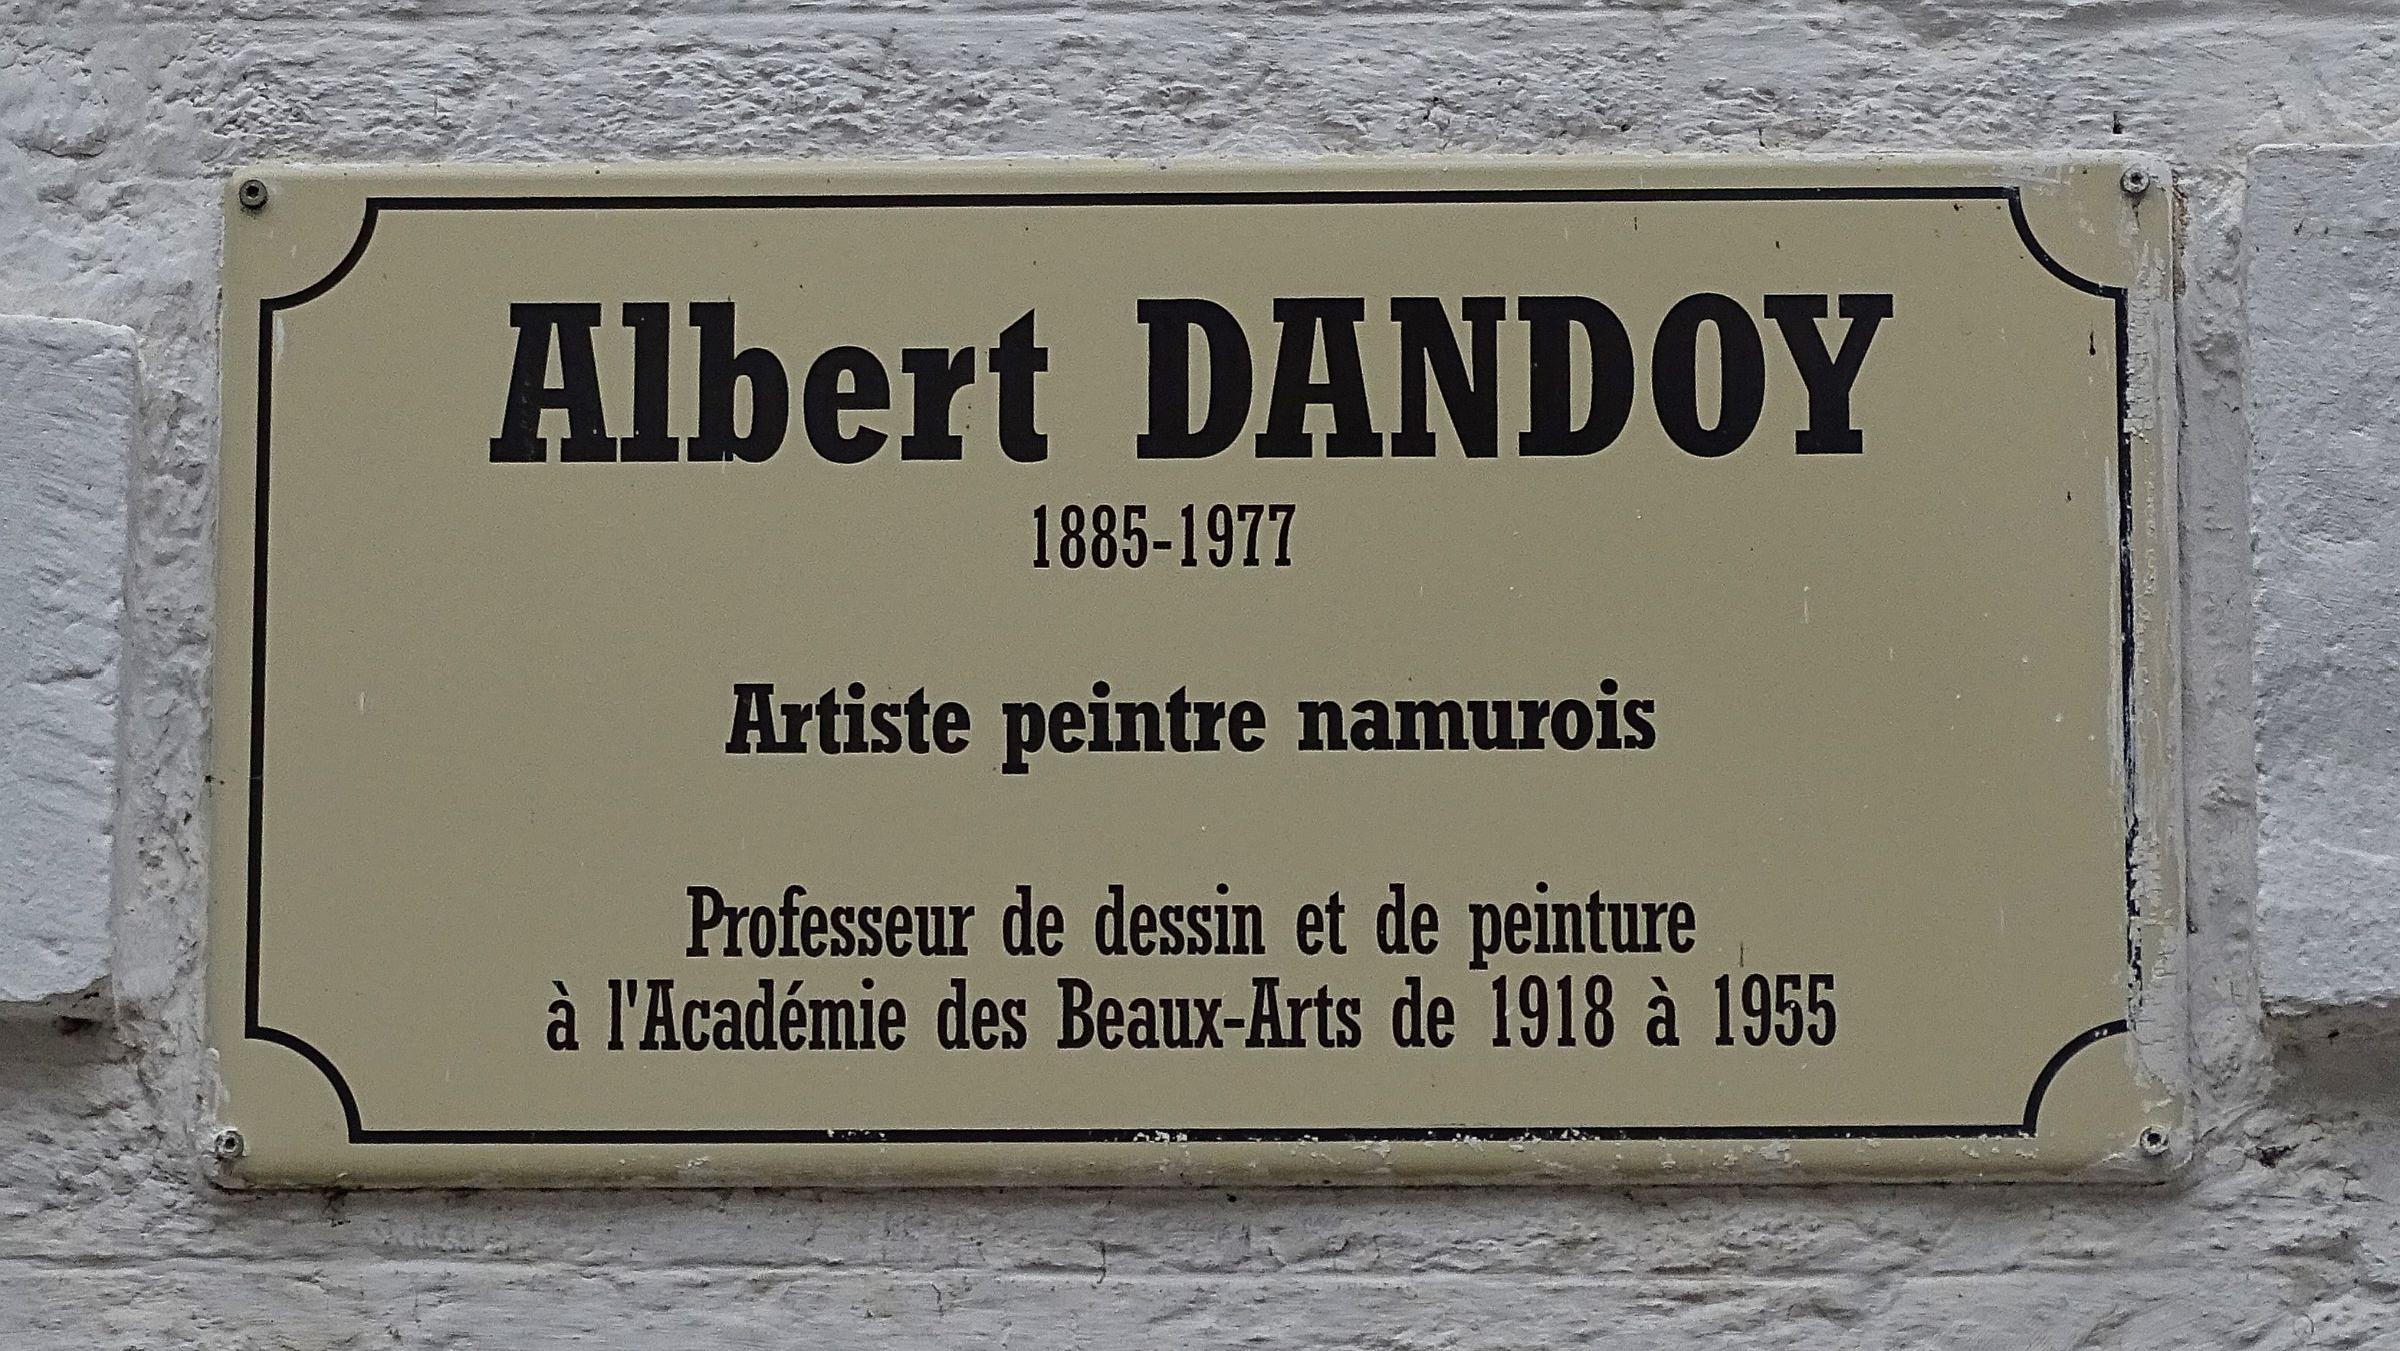 Albert DANDOY
1885-1977
Artiste peintre namurois
Professeur de dessin et de peinture
à l'Académie des Beaux-Arts de 1918 à 1955